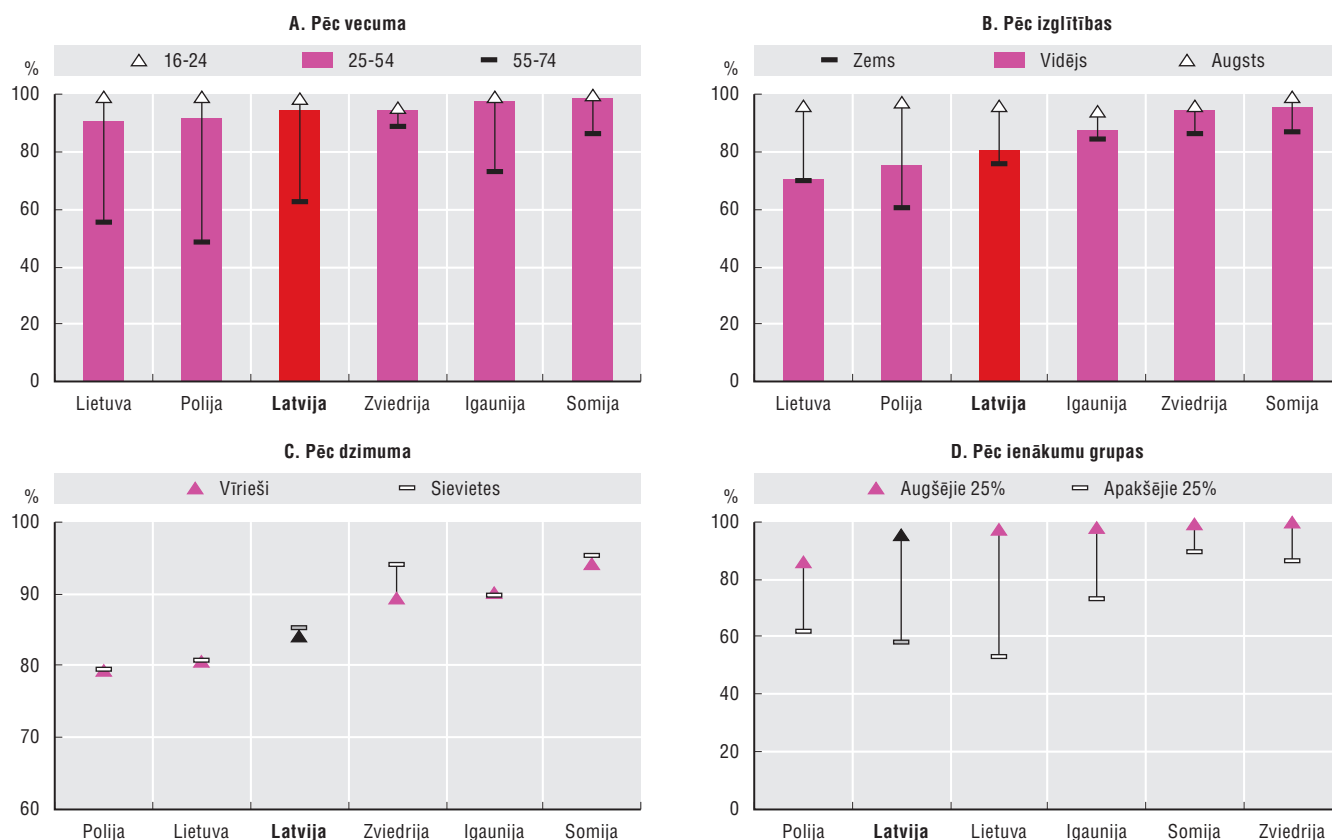 A. Pēc vecuma
16-24 25-54 55-74
%
100
80
60
40
20
0
Lietuva Polija Latvija Zviedrija Igaunija Somija
B. Pēc izglītības
Zems Vidējs Augsts
%
100
80
60
40
20
0
Lietuva Polija Latvija Igaunija Zviedrija Somija
C. Pēc dzimuma
Vīrieši Sievietes
%
100
90
80
70
60
Polija Lietuva Latvija Zviedrija Igaunija Somija
D. Pēc ienākumu grupas
Augšējie 25% Apakšējie 25%
%
100
80
60
40
20
0
Polija Latvija Lietuva Igaunija Somija Zviedrija